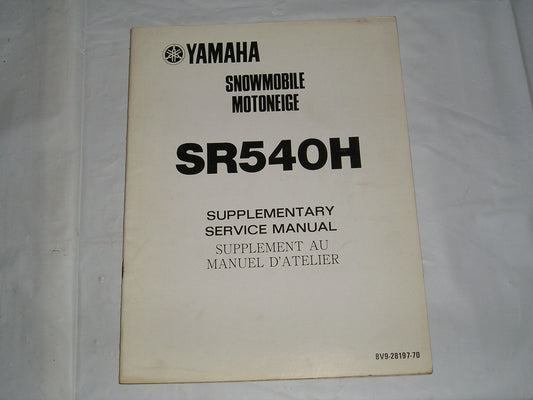 YAMAHA
SNOWMOBILE
MOTONEIGE
SR540H
SUPPLEMENTARY
SERVICE MANUAL
SUPPLEMENT AU
MANUEL D'ATELIER
8V9-28197-70